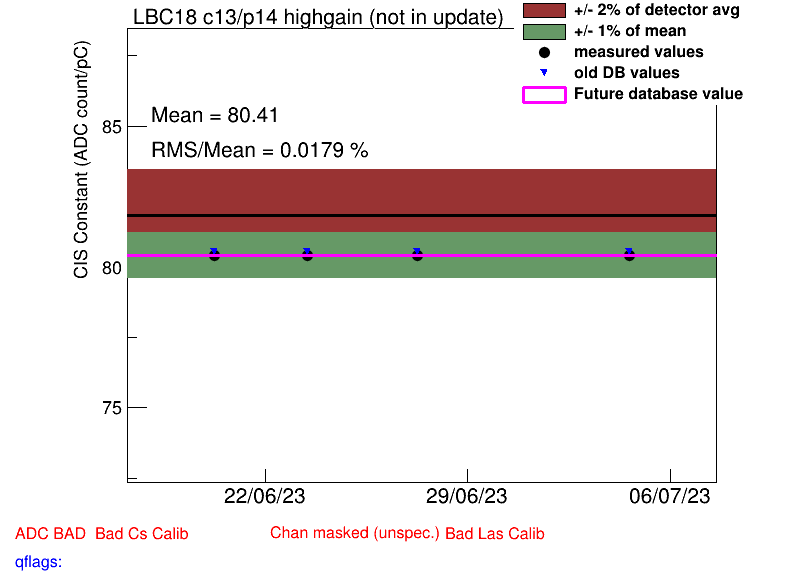 LBC18 c13/p14 highgain (not in update)
+/- 2% of detector avg
+/- 1% of mean
measured values
old DB values
Future database value
CIS Constant (ADC count/pC)
Mean = 80.41
RMS/Mean = 0.0179 %
85
80
75
22/06/23 29/06/23 06/07/23
ADC BAD Bad Cs Calib Chan masked (unspec.) Bad Las Calib
qflags: